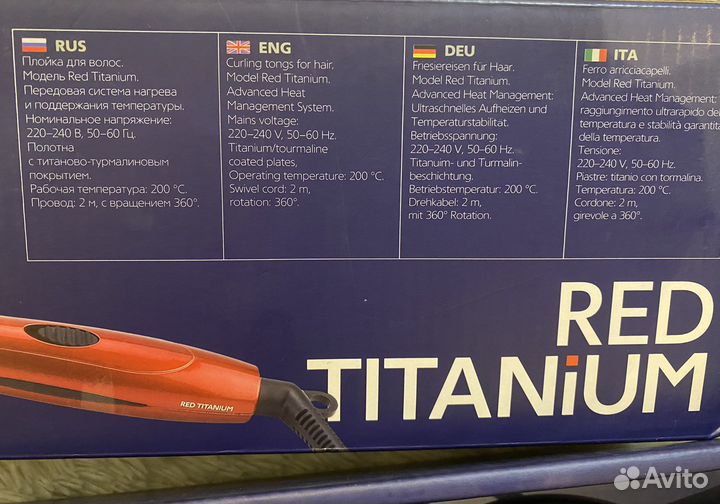 RUS
Плойка для волос.
Модель Red Titanium.
Передовая система нагрева
и поддержания температуры.
Номинальное напряжение:
220–240 В, 50–60 Гц.
Полотна
с титаново-турмалиновым
покрытием.
Рабочая температура: 200 °С.
Провод: 2 м, с вращением 360°.
ENG
Curling tongs for hair.
Model Red Titanium.
Advanced Heat
Management System.
Mains voltage:
220–240 V, 50–60 Hz.
Titanium/tourmaline
coated plates,
Operating temperature: 200 °C.
Swivel cord: 2 m,
rotation: 360°.
DEU
Friesiereisen für Haar.
Model Red Titanium.
Advanced Heat Management:
Ultraschnelles Aufheizen und
Temperaturstabilitat.
Betriebsspannung:
220–240 V, 50–60 Hz.
Titanium- und Turmalin-
beschichtung.
Betriebstemperatur: 200 °C.
Drehkabel: 2 m,
mit 360° Rotation.
ITA
Ferro arricciacapelli.
Model Red Titanium.
Advanced Heat Management:
raggiungimento ultrarapido del
temperatura e stabilità garantit
della temperatura.
Tensione:
220–240 V, 50–60 Hz.
Piastre: titanio con tormalina.
Temperatura: 200 °C.
Cordone: 2 m,
girevole a 360°.
RED
TITANiUM
RED TITANIUM
Avito